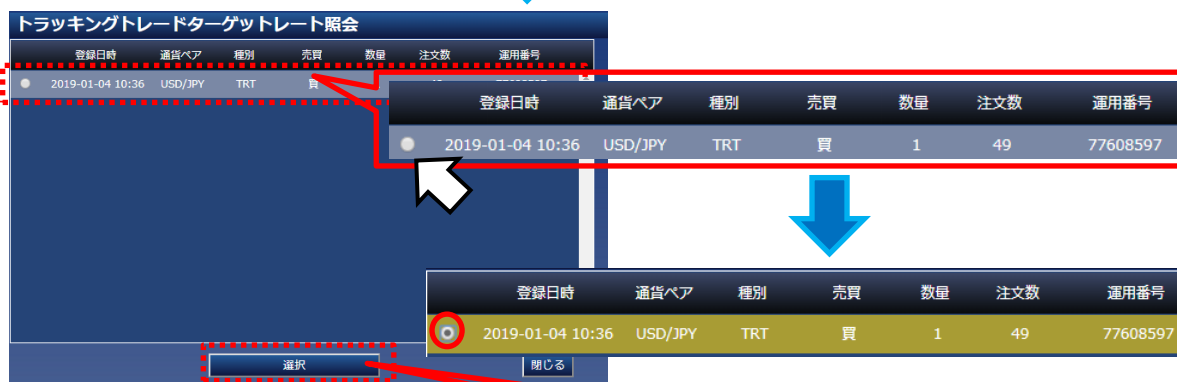 トラッキングトレードターゲットレート照会
登録日時 通貨ペア 種別 売買 数量 注文数 運用番号
2019-01-04 10:36 USD/JPY TRT 買
登録日時 通貨ペア 種別 売買 数量 注文数 運用番号
2019-01-04 10:36 USD/JPY TRT 買 1 49 77608597
登録日時 通貨ペア 種別 売買 数量 注文数 運用番号
2019-01-04 10:36 USD/JPY TRT 買 1 49 77608597
選択 閉じる